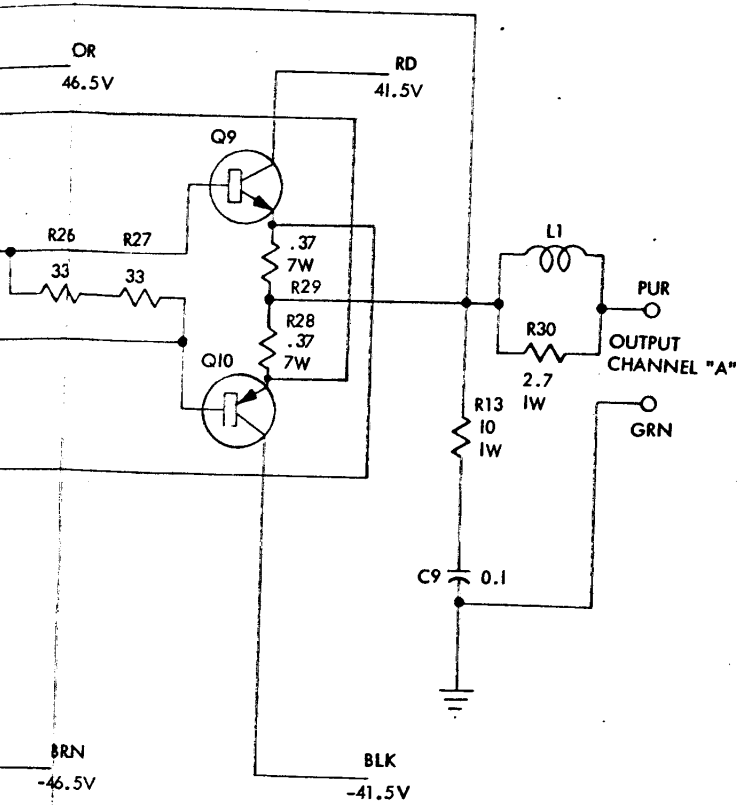 OR
46.5V
RD
41.5V
Q9
R26
R27
33
33
.37
7W
R29
R28
.37
7W
Q10
L1
PUR
R30
2.7
1W
OUTPUT
CHANNEL "A"
R13
10
1W
GRN
C9
0.1
BRN
-46.5V
BLK
-41.5V